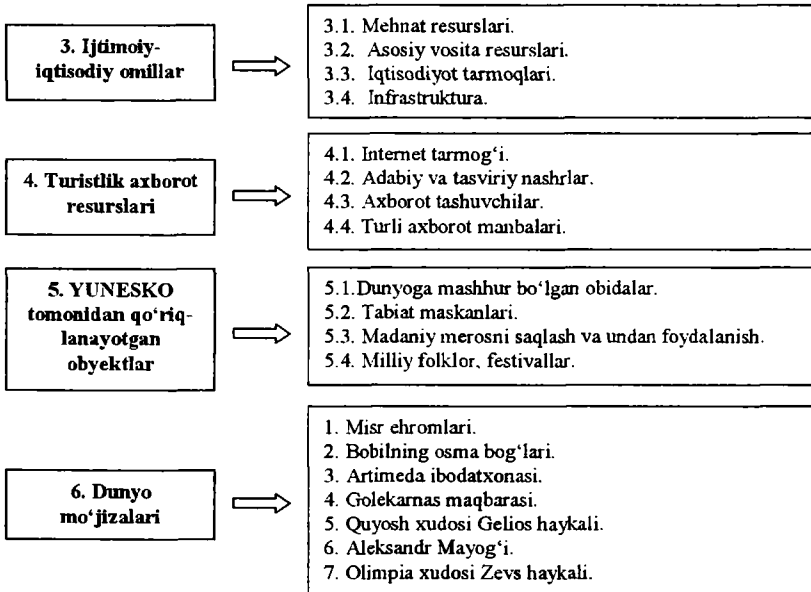 3. Ijtimoiy-
iqtisodiy omillar
3.1. Mehnat resurslari.
3.2. Asosiy vosita resurslari.
3.3. Iqtisodiyot tarmoqlari.
3.4. Infrastruktura.
4. Turistlik axborot
resurslari
4.1. Internet tarmog‘i.
4.2. Adabiy va tasviriy nashrlar.
4.3. Axborot tashuvchilar.
4.4. Turli axborot manbalari.
5. YUNESKO
tomonidan qo‘riq-
lanayotgan
obyektlar
5.1.Dunyoga mashhur bo‘lgan obidalar.
5.2. Tabiat maskanlari.
5.3. Madaniy merosni saqlash va undan foydalanish.
5.4. Milliy folklor, festivallar.
6. Dunyo
mo‘jizalari
1. Misr ehromlari.
2. Bobilning osma bog‘lari.
3. Artimeda ibodatxonasi.
4. Golekarnas maqbarasi.
5. Quyosh xudosi Gelios haykali.
6. Aleksandr Mayog‘i.
7. Olimpia xudosi Zevs haykali.